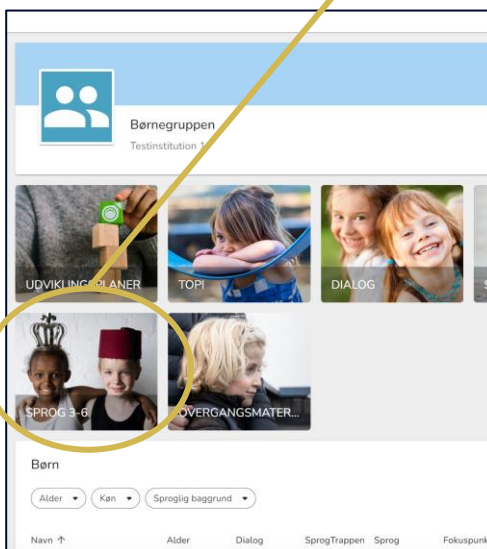 Børnegruppen
Testinstitution 1
UDVIKLINGSPLANER
TOPI
DIALOG
S
SPROG 3-6
OVERGANGSMATER...
Børn
Alder
Køn
Sproglig baggrund
Navn ↑ Alder Dialog SprogTrappen Sprog Fokuspunk